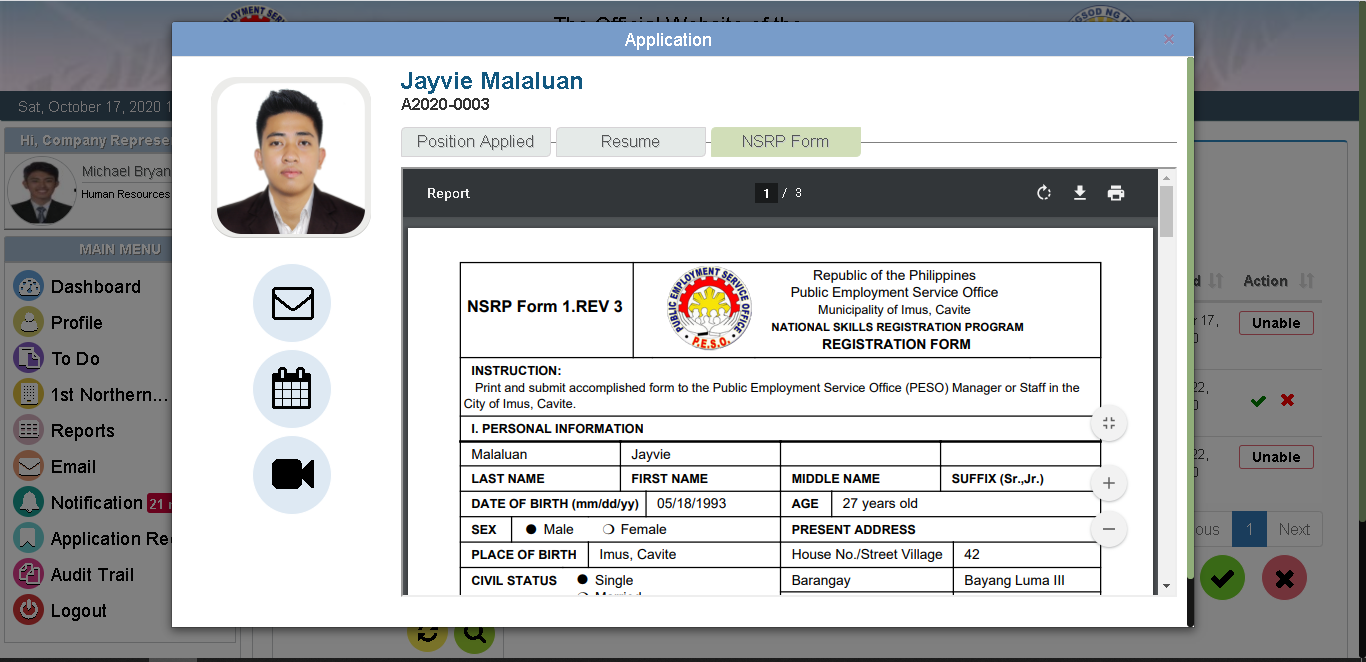 The Official Website of the
Application
×
Sat, October 17, 2020 1
Hi, Company Represe
Michael Bryan
Human Resources
MAIN MENU
Dashboard
Profile
To Do
1st Northern...
Reports
Email
Notification 21
Application Re
Audit Trail
Logout
Jayvie Malaluan
A2020-0003
Position Applied
Resume
NSRP Form
Report
1 / 3
NSRP Form 1.REV 3
PUBLIC EMPLOYMENT SERVICE OFFICE
P.E.S.O.
Republic of the Philippines
Public Employment Service Office
Municipality of Imus, Cavite
NATIONAL SKILLS REGISTRATION PROGRAM
REGISTRATION FORM
INSTRUCTION:
Print and submit accomplished form to the Public Employment Service Office (PESO) Manager or Staff in the
City of Imus, Cavite.
I. PERSONAL INFORMATION
Malaluan Jayvie
LAST NAME FIRST NAME MIDDLE NAME SUFFIX (Sr.,Jr.)
DATE OF BIRTH (mm/dd/yy) 05/18/1993 AGE 27 years old
SEX Male Female PRESENT ADDRESS
PLACE OF BIRTH Imus, Cavite House No./Street Village 42
CIVIL STATUS Single Barangay Bayang Luma III
d Action
r 17, Unable
22,
22, Unable
ous 1 Next